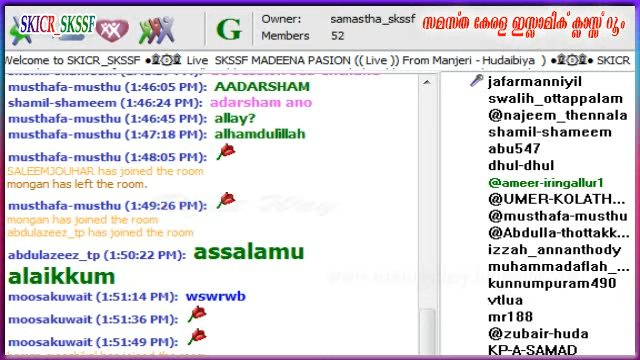 SKICR_SKSSF
G
Owner: samastha_skssf
Members 52
സമസ്ത കേരള ഇസ്ലാമിക് ക്ലാസ്സ് റൂം
Welcome to SKICR_SKSSF Live SKSSF MADEENA PASION (( Live )) From Manjeri - Hudaibiya ) SKICR
musthafa-musthu (1:46:05 PM): AADARSHAM
shamil-shameem (1:46:24 PM): adarsham ano
musthafa-musthu (1:46:45 PM): allay?
musthafa-musthu (1:47:18 PM): alhamdulillah
musthafa-musthu (1:48:05 PM):
SALEEMJOUHAR has joined the room
mongan has left the room.
musthafa-musthu (1:49:26 PM):
mongan has joined the room
abdulazeez_tp has joined the room
abdulazeez_tp (1:50:22 PM): assalamu
alaikkum
moosakuwait (1:51:14 PM): wswrwb
moosakuwait (1:51:36 PM):
moosakuwait (1:51:49 PM):
jafarmanniyil
swalih_ottappalam
@najeem_thennala
shamil-shameem
abu547
dhul-dhul
@ameer-iringallur1
@UMER-KOLATH...
@musthafa-musthu
@Abdulla-thottakk...
izzah_annanthody
muhammadaflah_...
kunnumpuram490
vtlua
mr188
@zubair-huda
KP-A-SAMAD